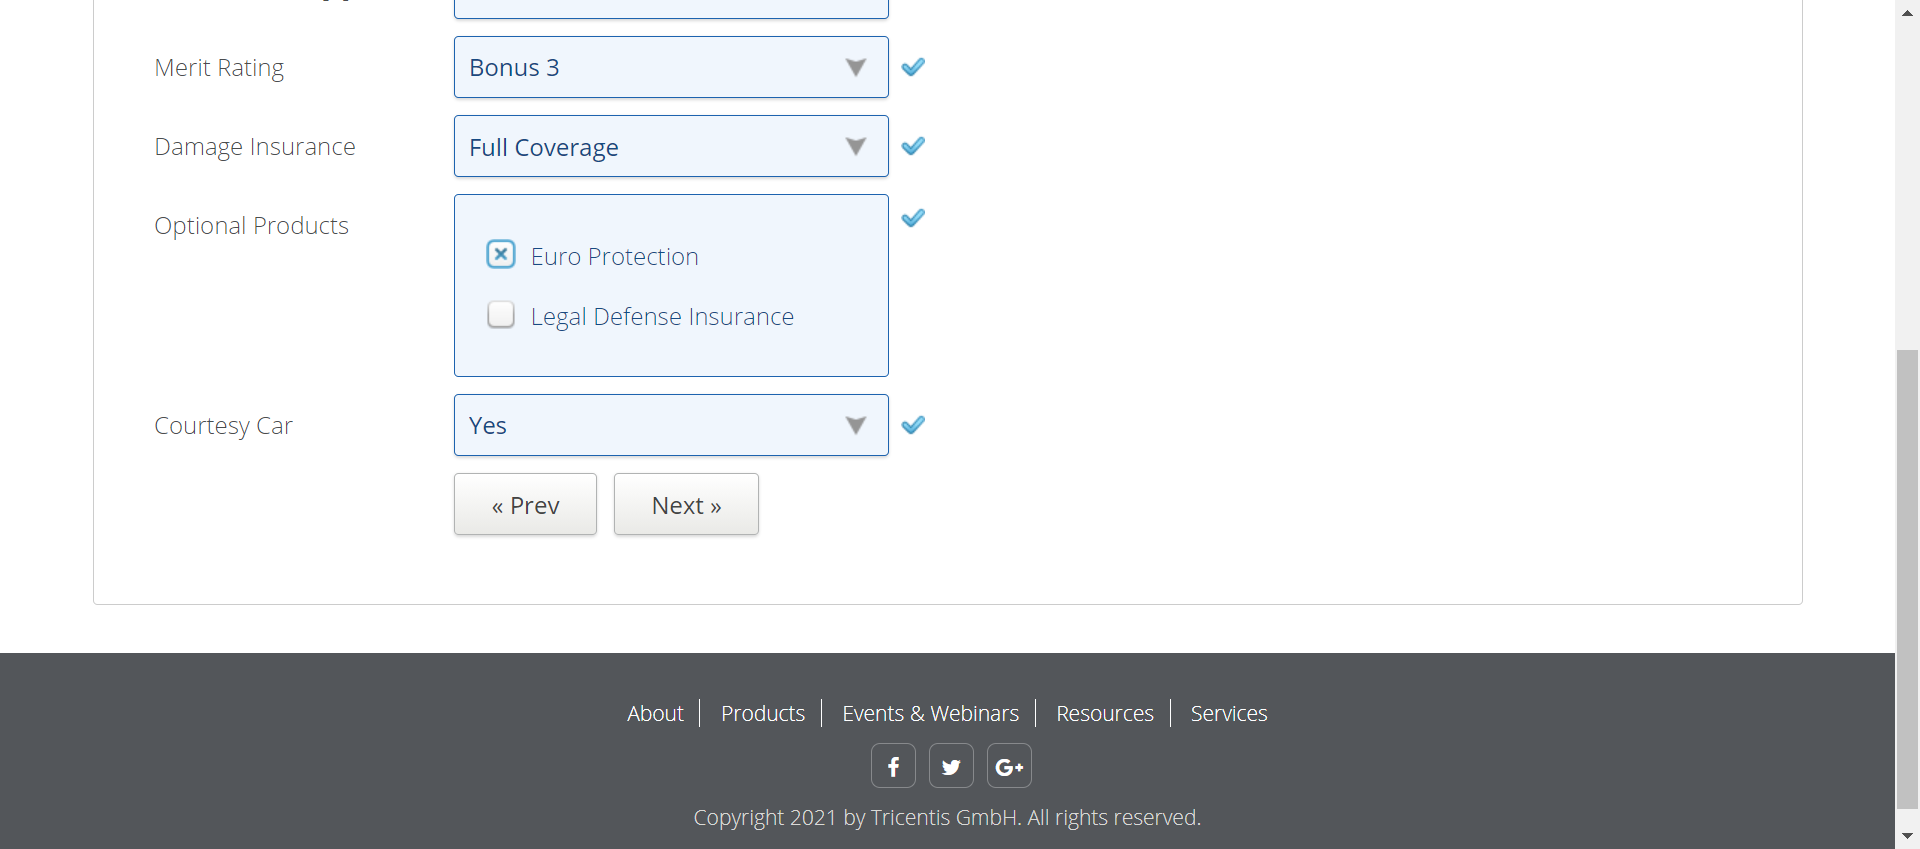 Merit Rating
Bonus 3
Damage Insurance
Full Coverage
Optional Products
Euro Protection
Legal Defense Insurance
Courtesy Car
Yes
« Prev
Next »
About
Products
Events & Webinars
Resources
Services
f
G+
Copyright 2021 by Tricentis GmbH. All rights reserved.